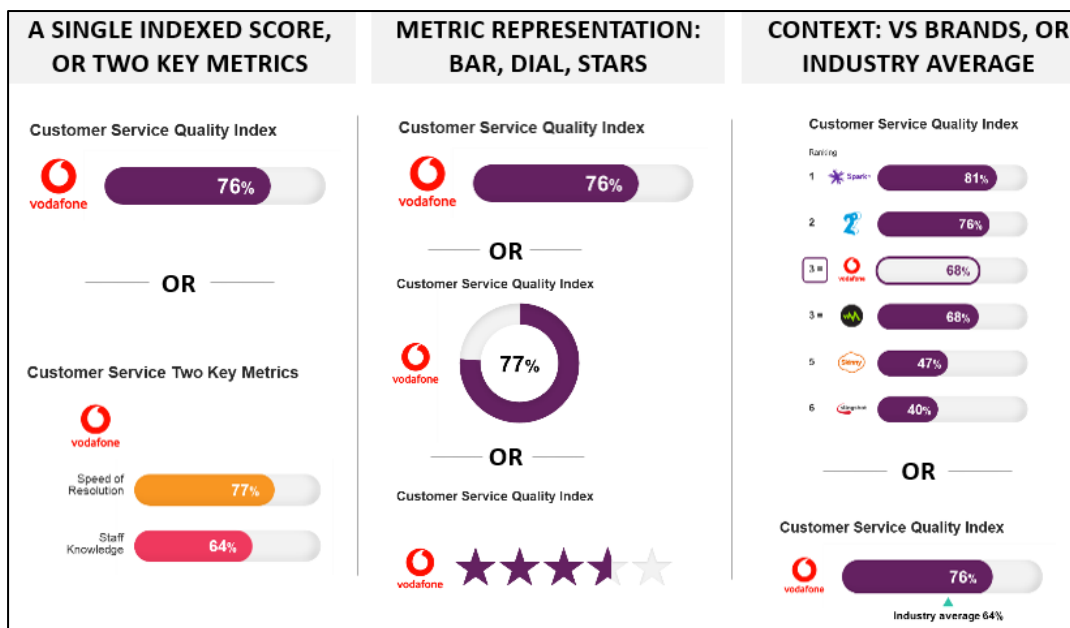 A SINGLE INDEXED SCORE,
OR TWO KEY METRICS
Customer Service Quality Index
vodafone
76%
OR
Customer Service Two Key Metrics
vodafone
Speed of
Resolution
77%
Staff
Knowledge
64%
METRIC REPRESENTATION:
BAR, DIAL, STARS
Customer Service Quality Index
vodafone
76%
OR
Customer Service Quality Index
vodafone
77%
OR
Customer Service Quality Index
vodafone
CONTEXT: VS BRANDS, OR
INDUSTRY AVERAGE
Customer Service Quality Index
Ranking
1 Spark 81%
2 2° 76%
3 = vodafone 68%
3 = 68%
5 Skinny 47%
6 slingshot 40%
OR
Customer Service Quality Index
vodafone
76%
Industry average 64%